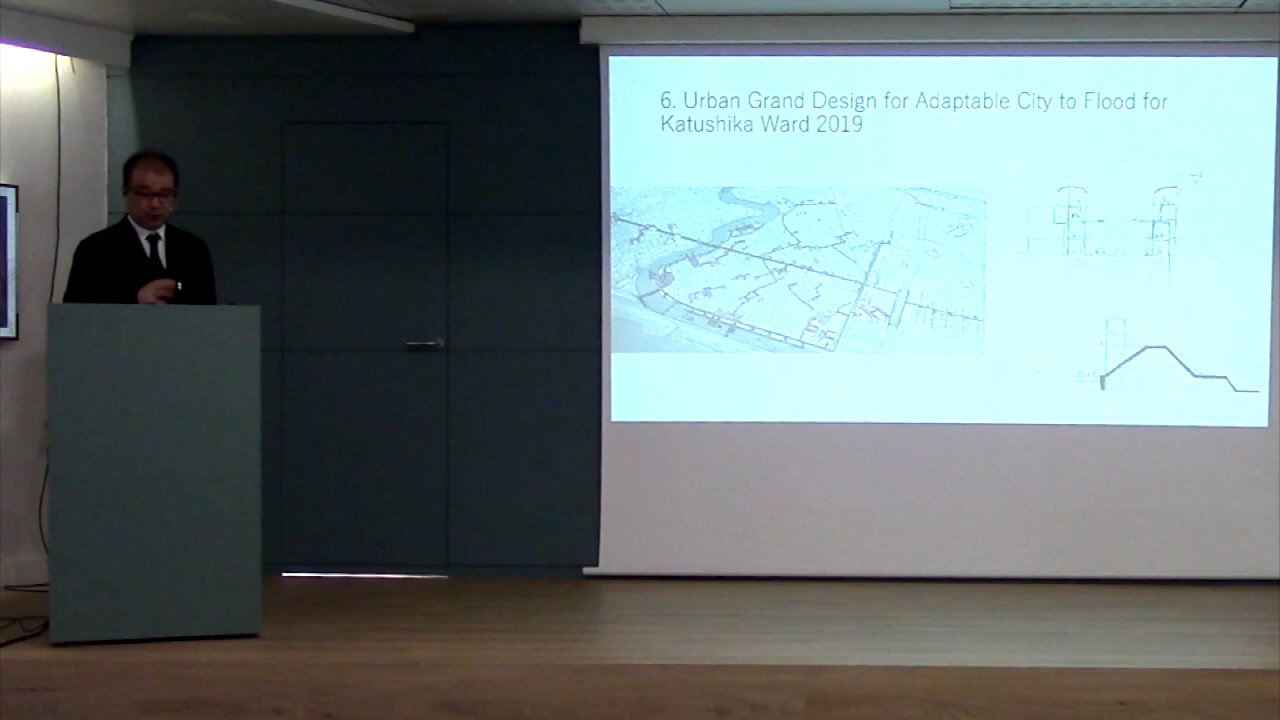 6. Urban Grand Design for Adaptable City to Flood for
Katushika Ward 2019